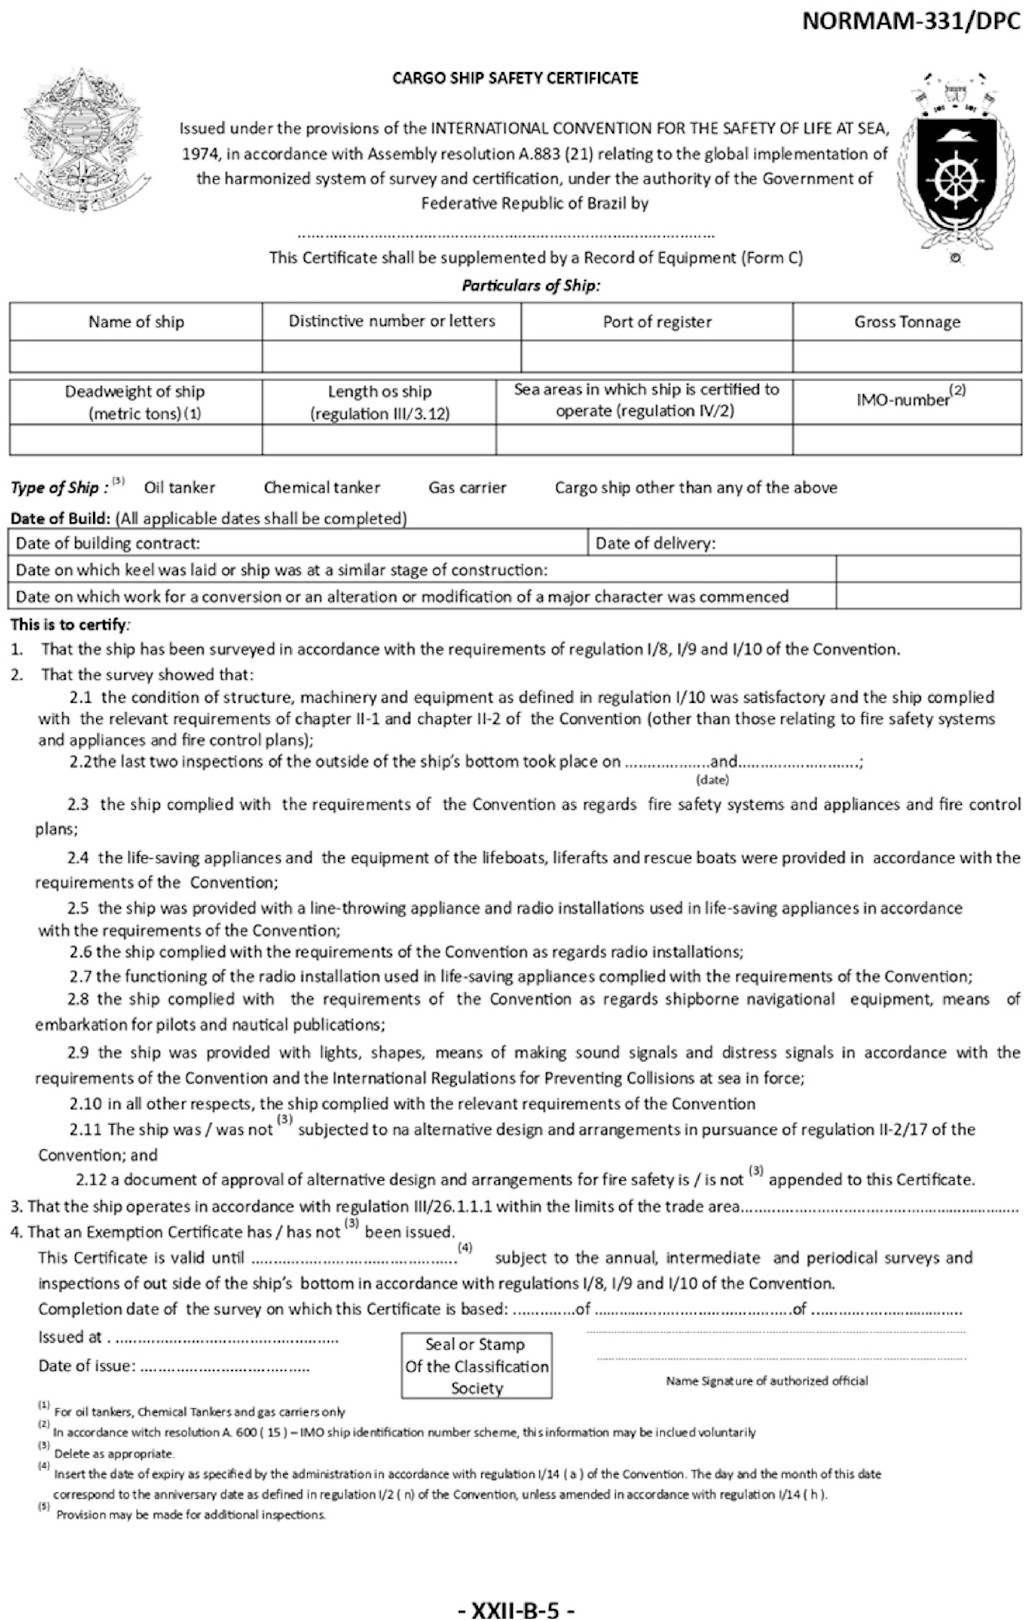 NORMAM-331/DPC
CARGO SHIP SAFETY CERTIFICATE
Issued under the provisions of the INTERNATIONAL CONVENTION FOR THE SAFETY OF LIFE AT SEA,
1974, in accordance with Assembly resolution A.883 (21) relating to the global implementation of
the harmonized system of survey and certification, under the authority of the Government of
Federative Republic of Brazil by
............................................................................................
This Certificate shall be supplemented by a Record of Equipment (Form C)
Particulars of Ship:
Name of ship Distinctive number or letters Port of register Gross Tonnage
Deadweight of ship Length os ship Sea areas in which ship is certified to IMO-number(2)
(metric tons) (1) (regulation III/3.12) operate (regulation IV/2)
Type of Ship : (3) Oil tanker Chemical tanker Gas carrier Cargo ship other than any of the above
Date of Build: (All applicable dates shall be completed)
Date of building contract: Date of delivery:
Date on which keel was laid or ship was at a similar stage of construction:
Date on which work for a conversion or an alteration or modification of a major character was commenced
This is to certify:
1. That the ship has been surveyed in accordance with the requirements of regulation I/8, I/9 and I/10 of the Convention.
2. That the survey showed that:
2.1 the condition of structure, machinery and equipment as defined in regulation I/10 was satisfactory and the ship complied
with the relevant requirements of chapter II-1 and chapter II-2 of the Convention (other than those relating to fire safety systems
and appliances and fire control plans);
2.2the last two inspections of the outside of the ship's bottom took place on ...................and...........................;
(date)
2.3 the ship complied with the requirements of the Convention as regards fire safety systems and appliances and fire control
plans;
2.4 the life-saving appliances and the equipment of the lifeboats, liferafts and rescue boats were provided in accordance with the
requirements of the Convention;
2.5 the ship was provided with a line-throwing appliance and radio installations used in life-saving appliances in accordance
with the requirements of the Convention;
2.6 the ship complied with the requirements of the Convention as regards radio installations;
2.7 the functioning of the radio installation used in life-saving appliances complied with the requirements of the Convention;
2.8 the ship complied with the requirements of the Convention as regards shipborne navigational equipment, means of
embarkation for pilots and nautical publications;
2.9 the ship was provided with lights, shapes, means of making sound signals and distress signals in accordance with the
requirements of the Convention and the International Regulations for Preventing Collisions at sea in force;
2.10 in all other respects, the ship complied with the relevant requirements of the Convention
2.11 The ship was / was not (3) subjected to na alternative design and arrangements in pursuance of regulation II-2/17 of the
Convention; and
2.12 a document of approval of alternative design and arrangements for fire safety is / is not (3) appended to this Certificate.
3. That the ship operates in accordance with regulation III/26.1.1.1 within the limits of the trade area..............................................................
4. That an Exemption Certificate has / has not (3) been issued.
This Certificate is valid until .............................................. (4) subject to the annual, intermediate and periodical surveys and
inspections of out side of the ship's bottom in accordance with regulations I/8, I/9 and I/10 of the Convention.
Completion date of the survey on which this Certificate is based: ..............of ............................................of ..................................
Issued at . ..................................................
Date of issue: ......................................
Seal or Stamp
Of the Classification
Society
Name Signature of authorized official
(1) For oil tankers, Chemical Tankers and gas carriers only
(2) In accordance witch resolution A. 600 ( 15 ) – IMO ship identification number scheme, this information may be inclued voluntarily
(3) Delete as appropriate.
(4) Insert the date of expiry as specified by the administration in accordance with regulation I/14 ( a ) of the Convention. The day and the month of this date
correspond to the anniversary date as defined in regulation I/2 ( n) of the Convention, unless amended in accordance with regulation I/14 ( h ).
(5) Provision may be made for additional inspections.
- XXII-B-5 -